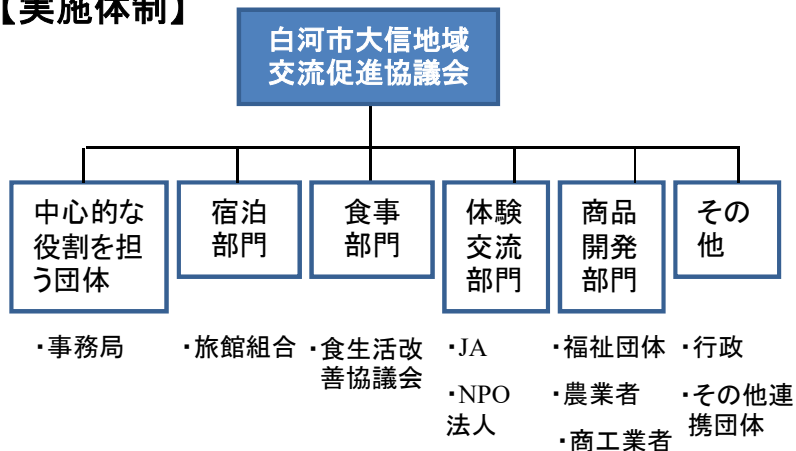 【実施体制】
白河市大信地域
交流促進協議会
中心的な
役割を担
う団体
宿泊
部門
食事
部門
体験
交流
部門
商品
開発
部門
その
他
・事務局
・旅館組合
・食生活改
善協議会
・JA
・NPO
法人
・福祉団体
・農業者
・商工業者
・行政
・その他連
携団体